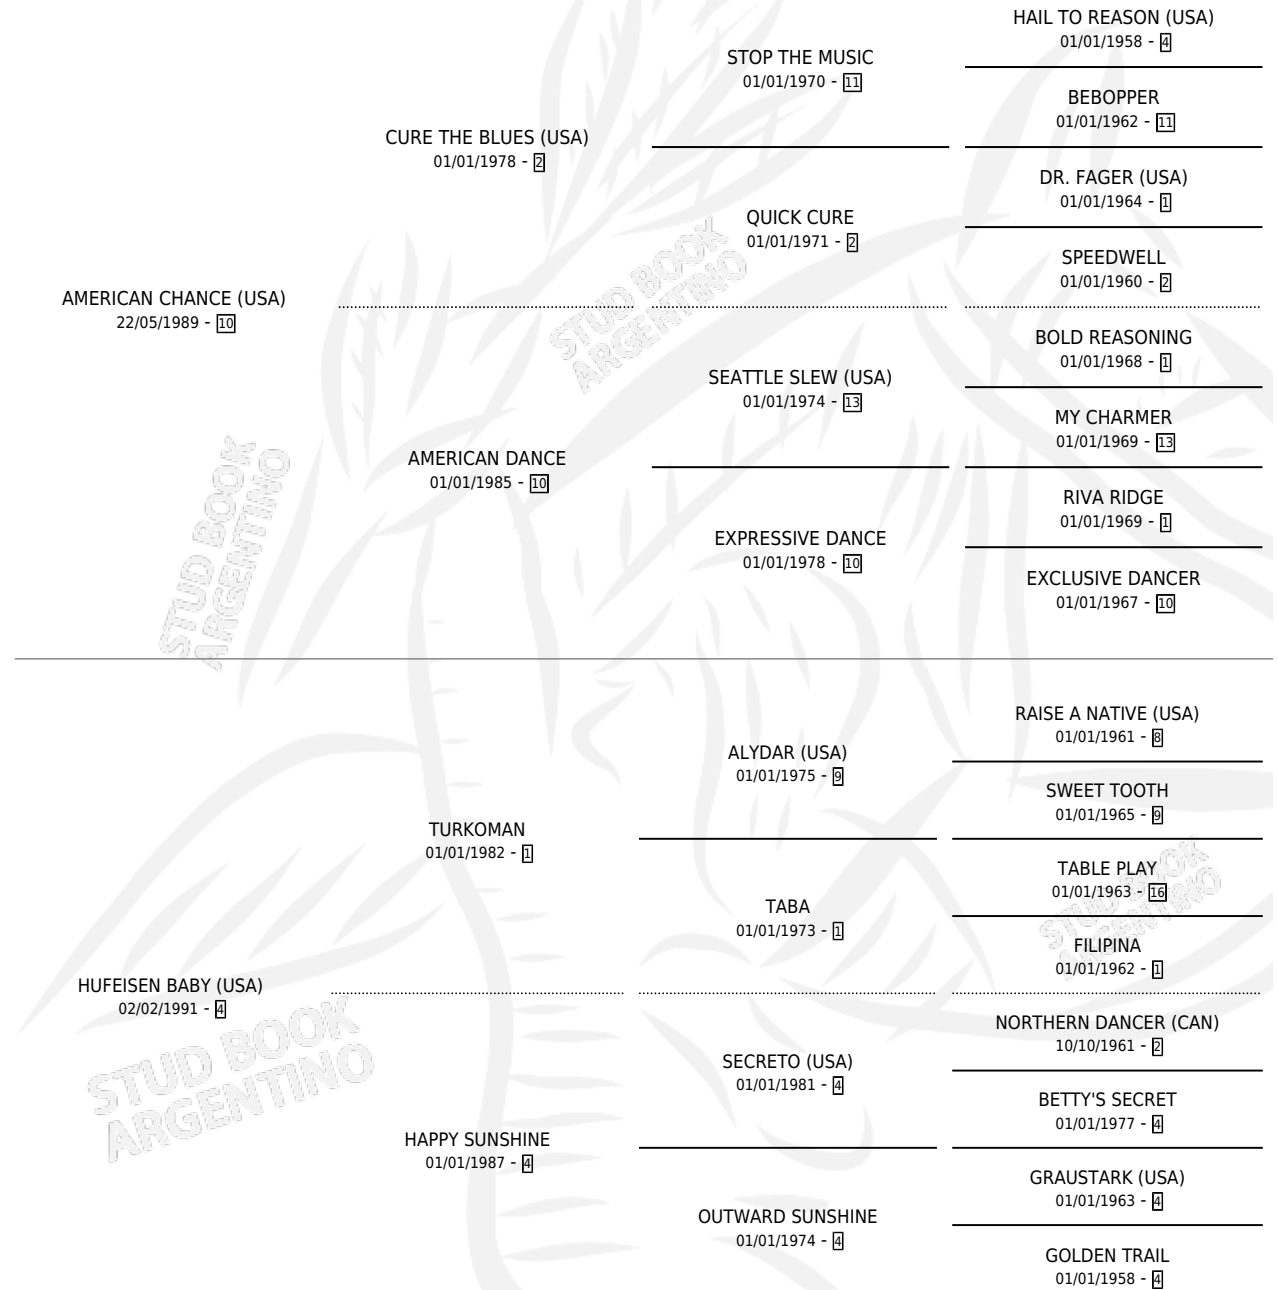 HAIL TO REASON (USA)
01/01/1958 - 4
STOP THE MUSIC
01/01/1970 - 11
BEBOPPER
01/01/1962 - 11
CURE THE BLUES (USA)
01/01/1978 - 2
DR. FAGER (USA)
01/01/1964 - 1
QUICK CURE
01/01/1971 - 2
SPEEDWELL
01/01/1960 - 2
AMERICAN CHANCE (USA)
22/05/1989 - 10
BOLD REASONING
01/01/1968 - 1
SEATTLE SLEW (USA)
01/01/1974 - 13
MY CHARMER
01/01/1969 - 13
AMERICAN DANCE
01/01/1985 - 10
RIVA RIDGE
01/01/1969 - 1
EXPRESSIVE DANCE
01/01/1978 - 10
EXCLUSIVE DANCER
01/01/1967 - 10
RAISE A NATIVE (USA)
01/01/1961 - 8
ALYDAR (USA)
01/01/1975 - 9
SWEET TOOTH
01/01/1965 - 9
TURKOMAN
01/01/1982 - 1
TABLE PLAY
01/01/1963 - 16
TABA
01/01/1973 - 1
FILIPINA
01/01/1962 - 1
HUFEISEN BABY (USA)
02/02/1991 - 4
NORTHERN DANCER (CAN)
10/10/1961 - 2
SECRETO (USA)
01/01/1981 - 4
BETTY'S SECRET
01/01/1977 - 4
HAPPY SUNSHINE
01/01/1987 - 4
GRAUSTARK (USA)
01/01/1963 - 4
OUTWARD SUNSHINE
01/01/1974 - 4
GOLDEN TRAIL
01/01/1958 - 4
STUD BOOK
ARGENTINO
STUD BOOK
ARGENTINO
STUD BOOK
ARGENTINO
STUD BOOK
ARGENTINO